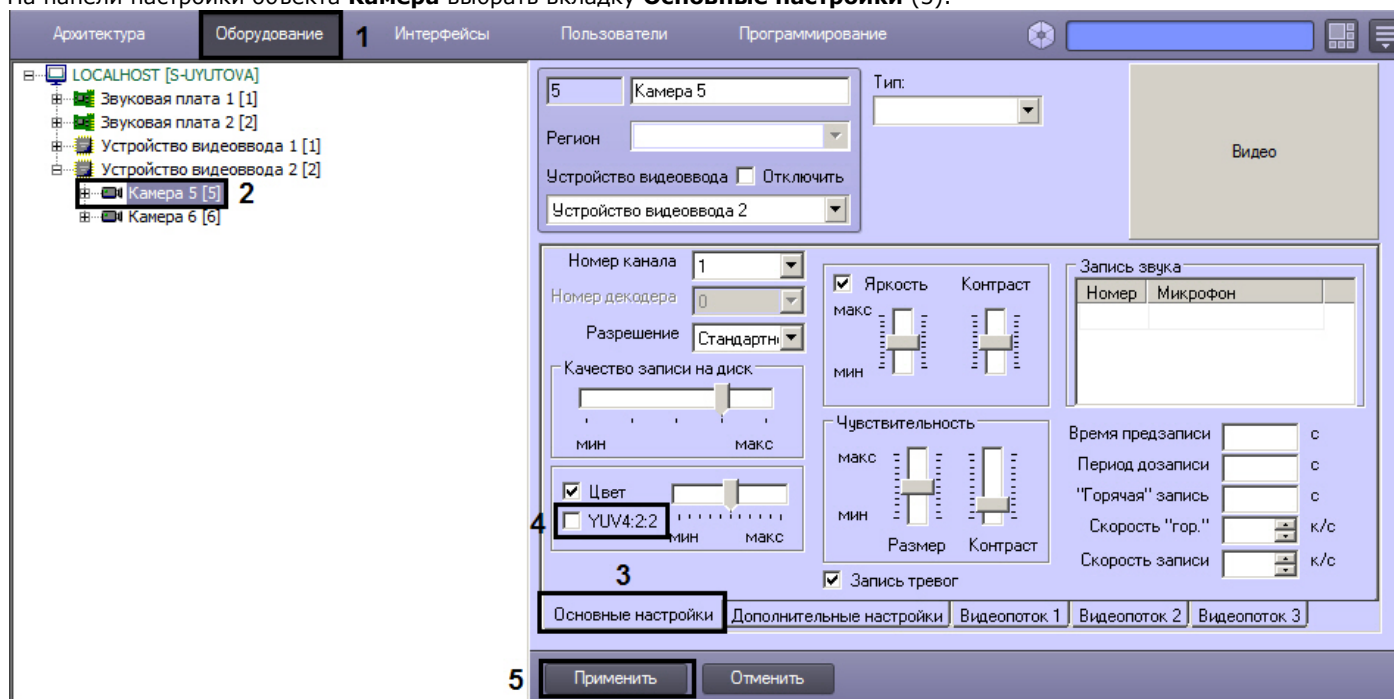 На панели настройки объекта Камера выбрать вкладку Основные настройки (3).
Архитектура Оборудование 1 Интерфейсы Пользователи Программирование
LOCALHOST [S-UYUTOVA]
Звуковая плата 1 [1]
Звуковая плата 2 [2]
Устройство видеоввода 1 [1]
Устройство видеоввода 2 [2]
Камера 5 [5] 2
Камера 6 [6]
5 Камера 5
Тип:
Регион
Устройство видеоввода Отключить
Устройство видеоввода 2
Видео
Номер канала 1
Номер декодера 0
Разрешение Стандартн
Качество записи на диск
мин макс
Цвет
4 YUV4:2:2
мин макс
3
Яркость Контраст
макс
мин
Чувствительность
макс
мин
Размер Контраст
Запись тревог
Запись звука
Номер Микрофон
Время предзаписи с
Период дозаписи с
"Горячая" запись с
Скорость "гор." к/с
Скорость записи к/с
Основные настройки Дополнительные настройки Видеопоток 1 Видеопоток 2 Видеопоток 3
5 Применить Отменить